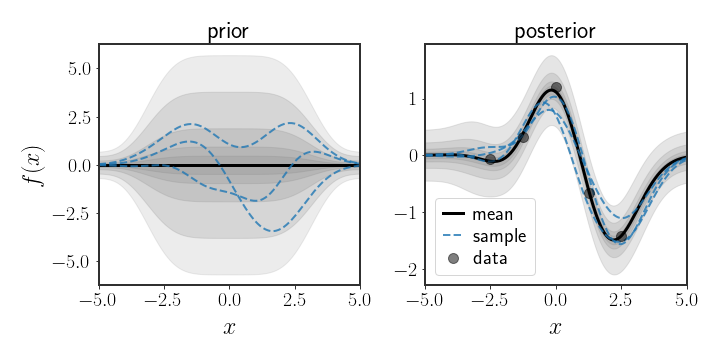 prior
5.0
2.5
0.0
−2.5
−5.0
f(x)
−5.0 −2.5 0.0 2.5 5.0
x
posterior
1
0
−1
−2
mean
sample
data
−5.0 −2.5 0.0 2.5 5.0
x